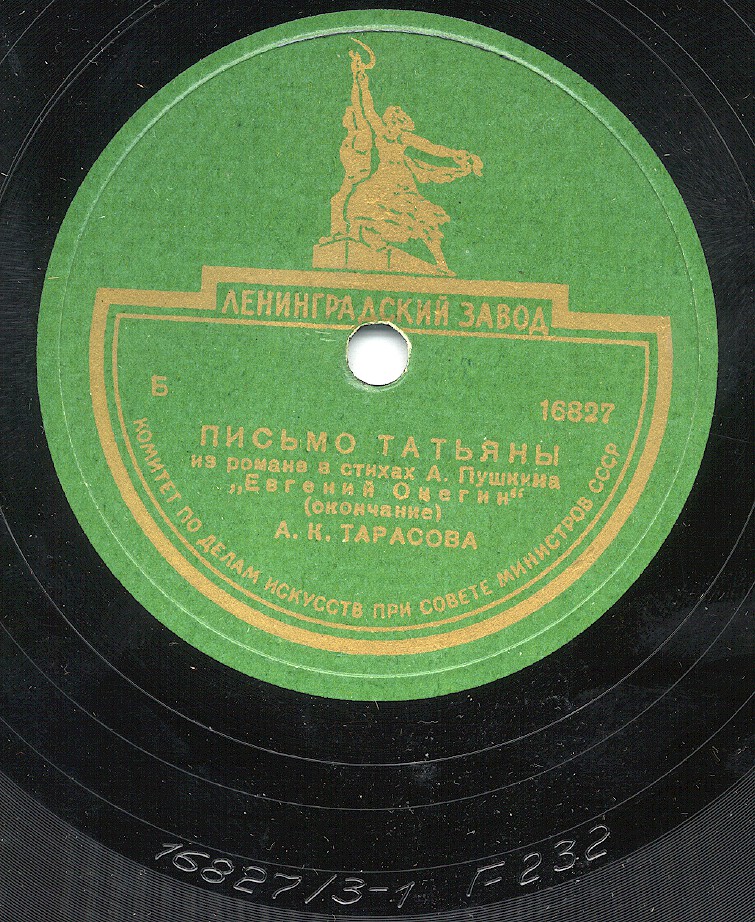 ЛЕНИНГРАДСКИЙ ЗАВОД
Б
16827
ПИСЬМО ТАТЬЯНЫ
из романа в стихах А. Пушкина
„Евгений Онегин“
(окончание)
А. К. ТАРАСОВА
КОМИТЕТ ПО ДЕЛАМ ИСКУССТВ ПРИ СОВЕТЕ МИНИСТРОВ СССР
16827/3-1 Г-232